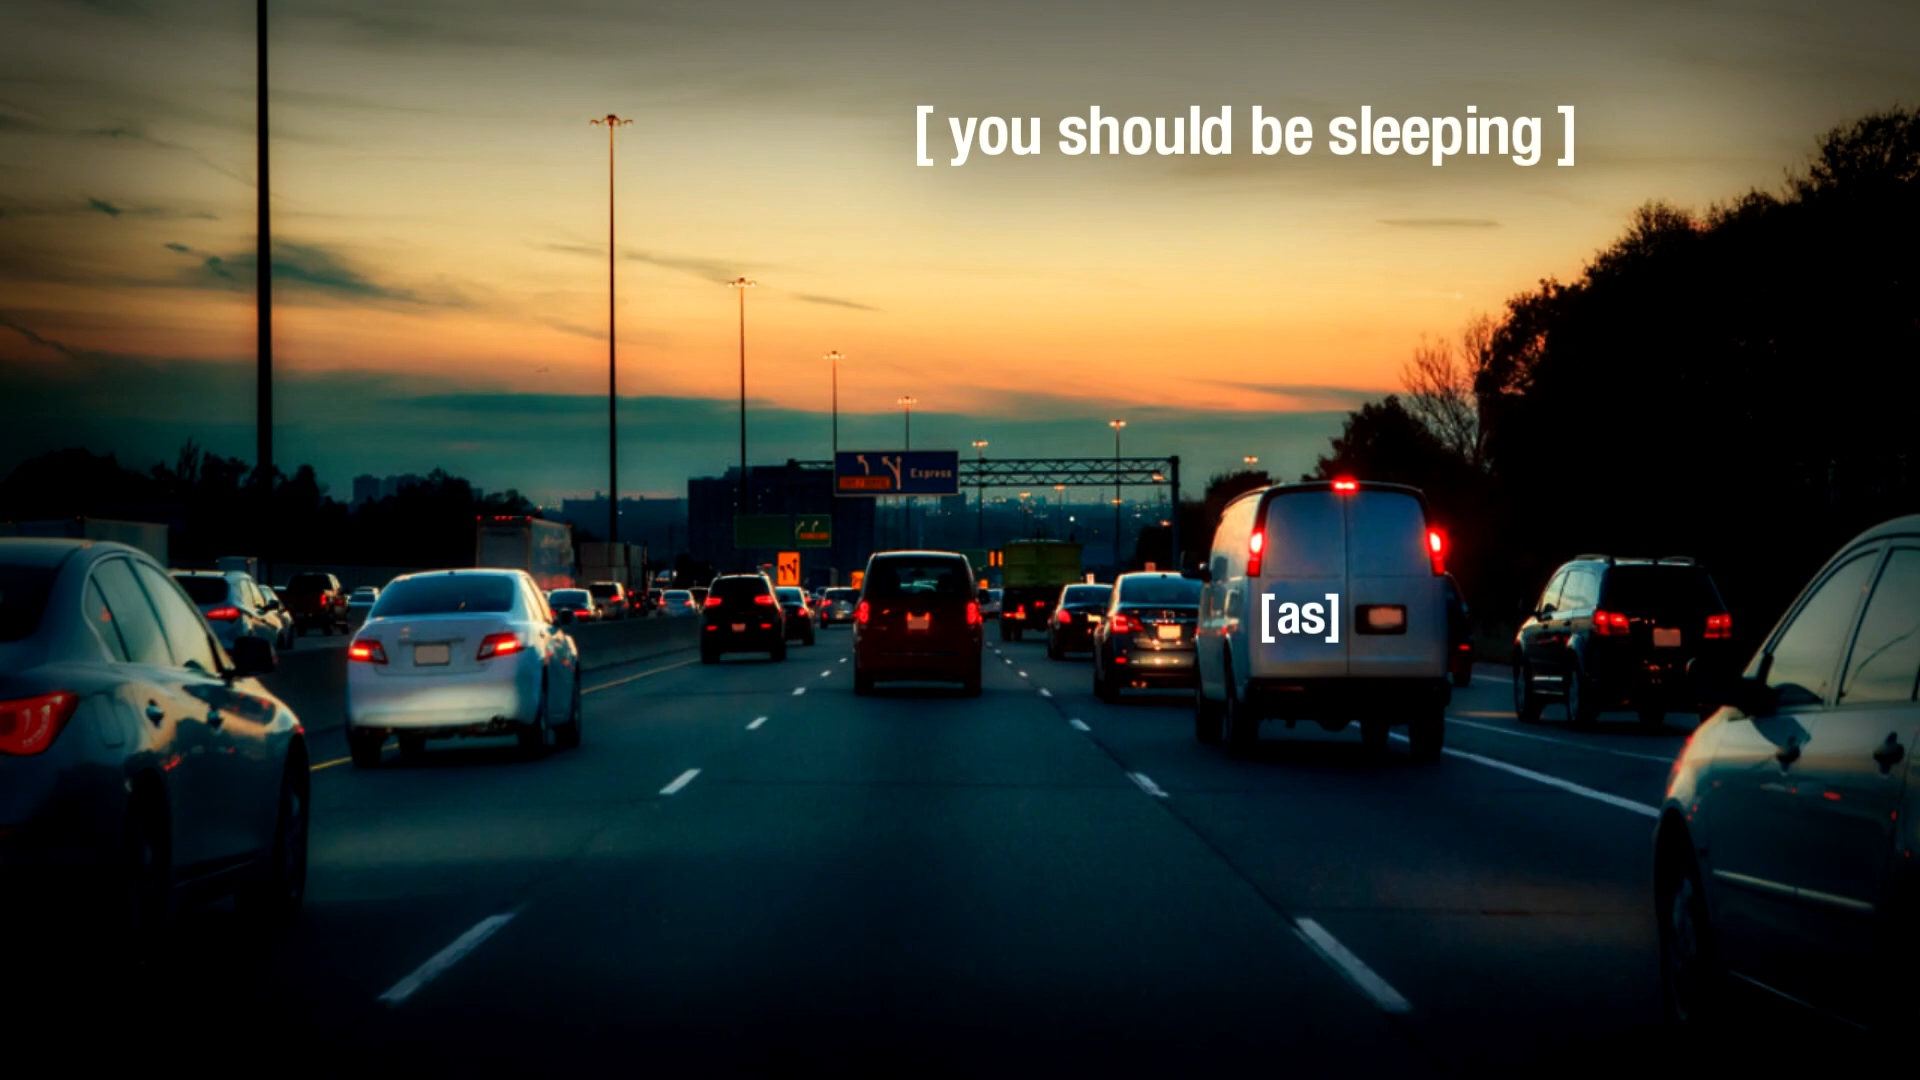 [ you should be sleeping ]
Express
[as]